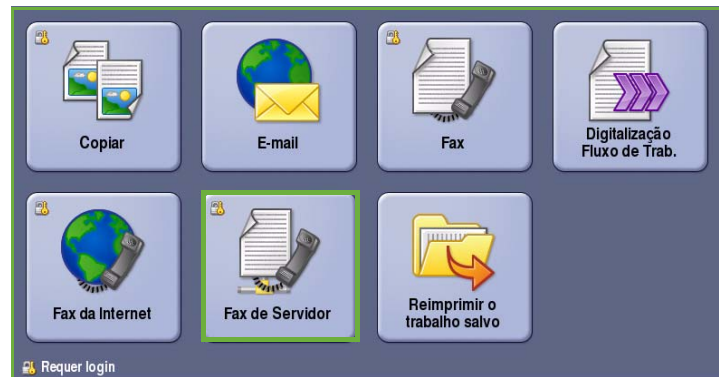 Copiar
E-mail
Fax
Digitalização
Fluxo de Trab.
Fax da Internet
Fax de Servidor
Reimprimir o
trabalho salvo
Requer login